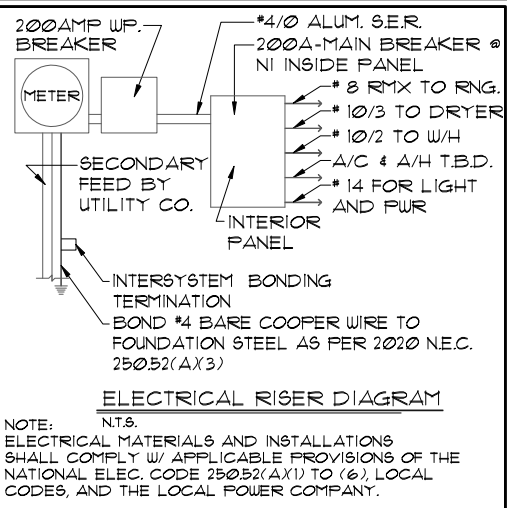 200AMP WP.
BREAKER
#4/0 ALUM. S.E.R.
200A-MAIN BREAKER @
NI INSIDE PANEL
METER
# 8 RMX TO RNG.
# 10/3 TO DRYER
# 10/2 TO W/H
A/C & A/H T.B.D.
# 14 FOR LIGHT
AND PWR
SECONDARY
FEED BY
UTILITY CO.
INTERIOR
PANEL
INTERSYSTEM BONDING
TERMINATION
BOND #4 BARE COOPER WIRE TO
FOUNDATION STEEL AS PER 2020 N.E.C.
250.52(A)(3)
ELECTRICAL RISER DIAGRAM
N.T.S.
NOTE:
ELECTRICAL MATERIALS AND INSTALLATIONS
SHALL COMPLY W/ APPLICABLE PROVISIONS OF THE
NATIONAL ELEC. CODE 250.52(A)(1) TO (6), LOCAL
CODES, AND THE LOCAL POWER COMPANY.